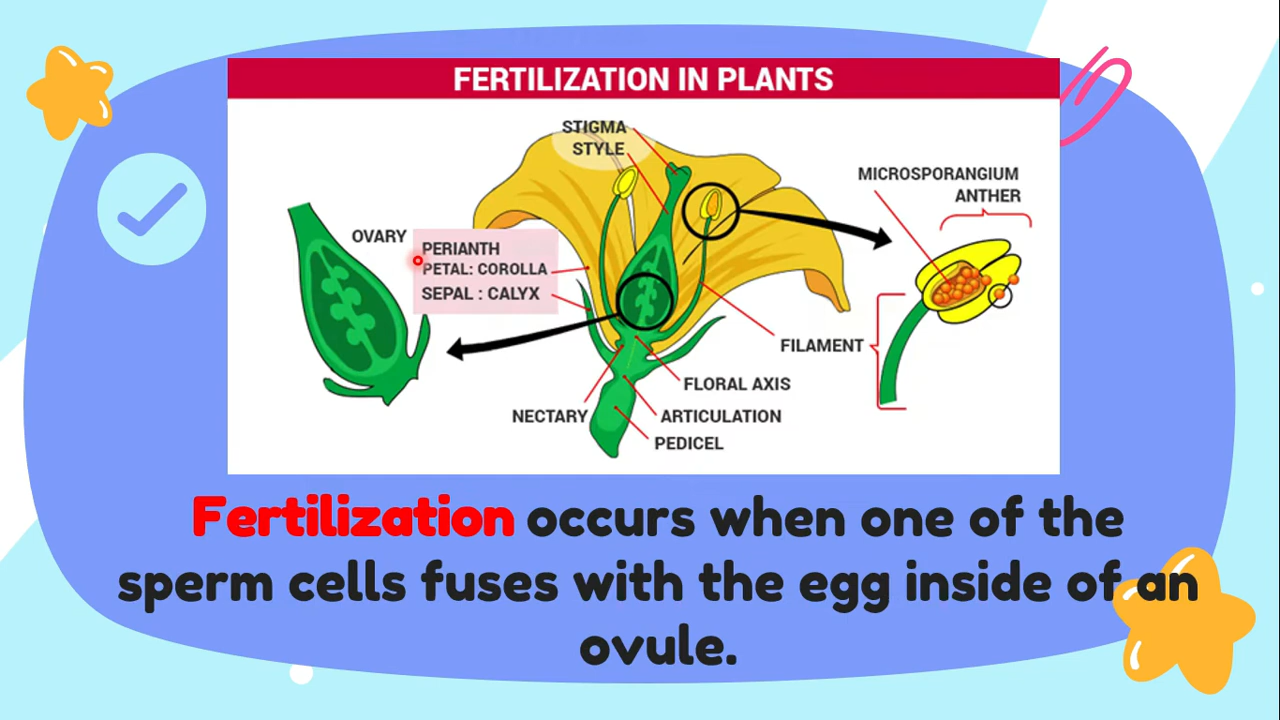 FERTILIZATION IN PLANTS
STIGMA
STYLE
MICROSPORANGIUM
ANTHER
OVARY
PERIANTH
PETAL: COROLLA
SEPAL : CALYX
FILAMENT
FLORAL AXIS
NECTARY
ARTICULATION
PEDICEL
Fertilization occurs when one of the
sperm cells fuses with the egg inside of an
ovule.